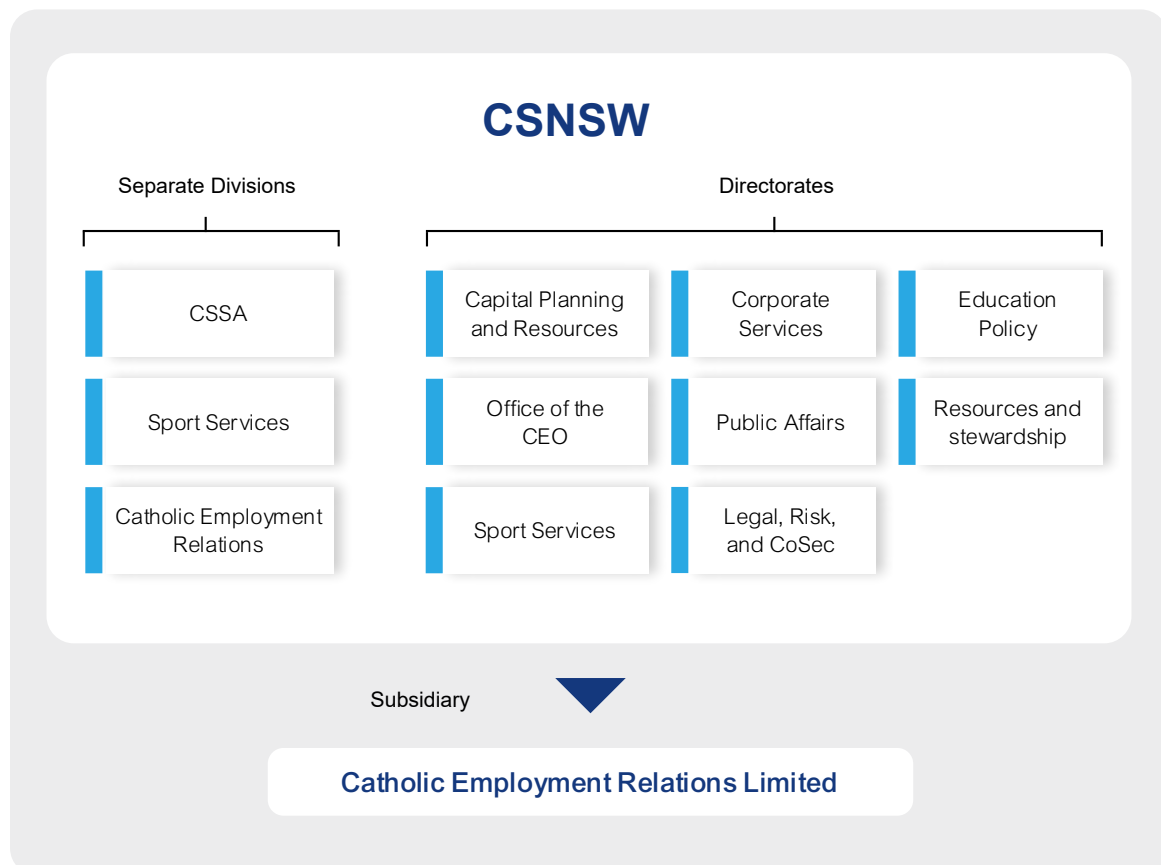 CSNSW
Separate Divisions
CSSA
Sport Services
Catholic Employment
Relations
Directorates
Capital Planning
and Resources
Corporate
Services
Education
Policy
Office of the
CEO
Public Affairs
Resources and
stewardship
Sport Services
Legal, Risk,
and CoSec
Subsidiary
Catholic Employment Relations Limited